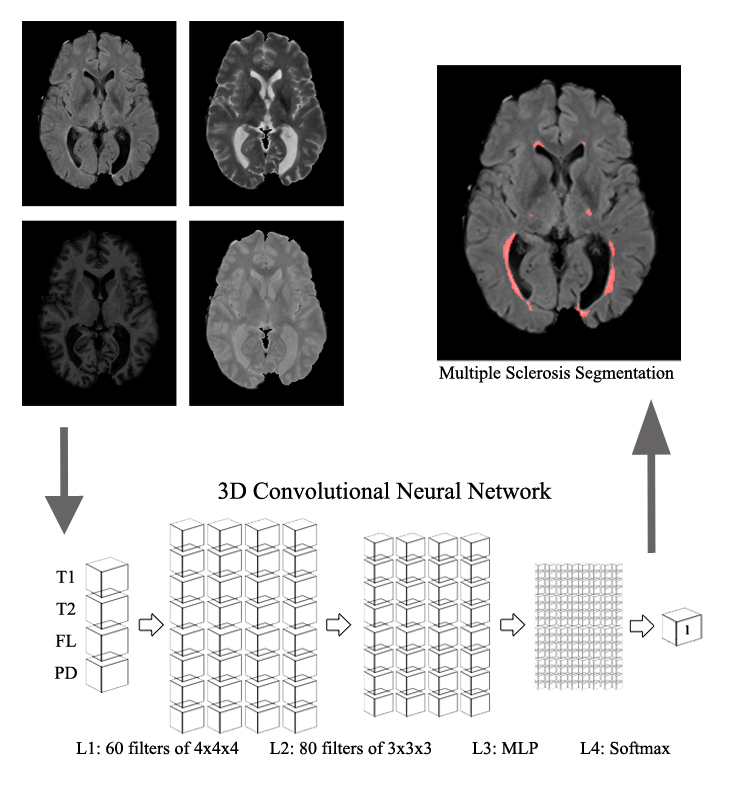 Multiple Sclerosis Segmentation
3D Convolutional Neural Network
T1
T2
FL
PD
1
L1: 60 filters of 4x4x4
L2: 80 filters of 3x3x3
L3: MLP
L4: Softmax